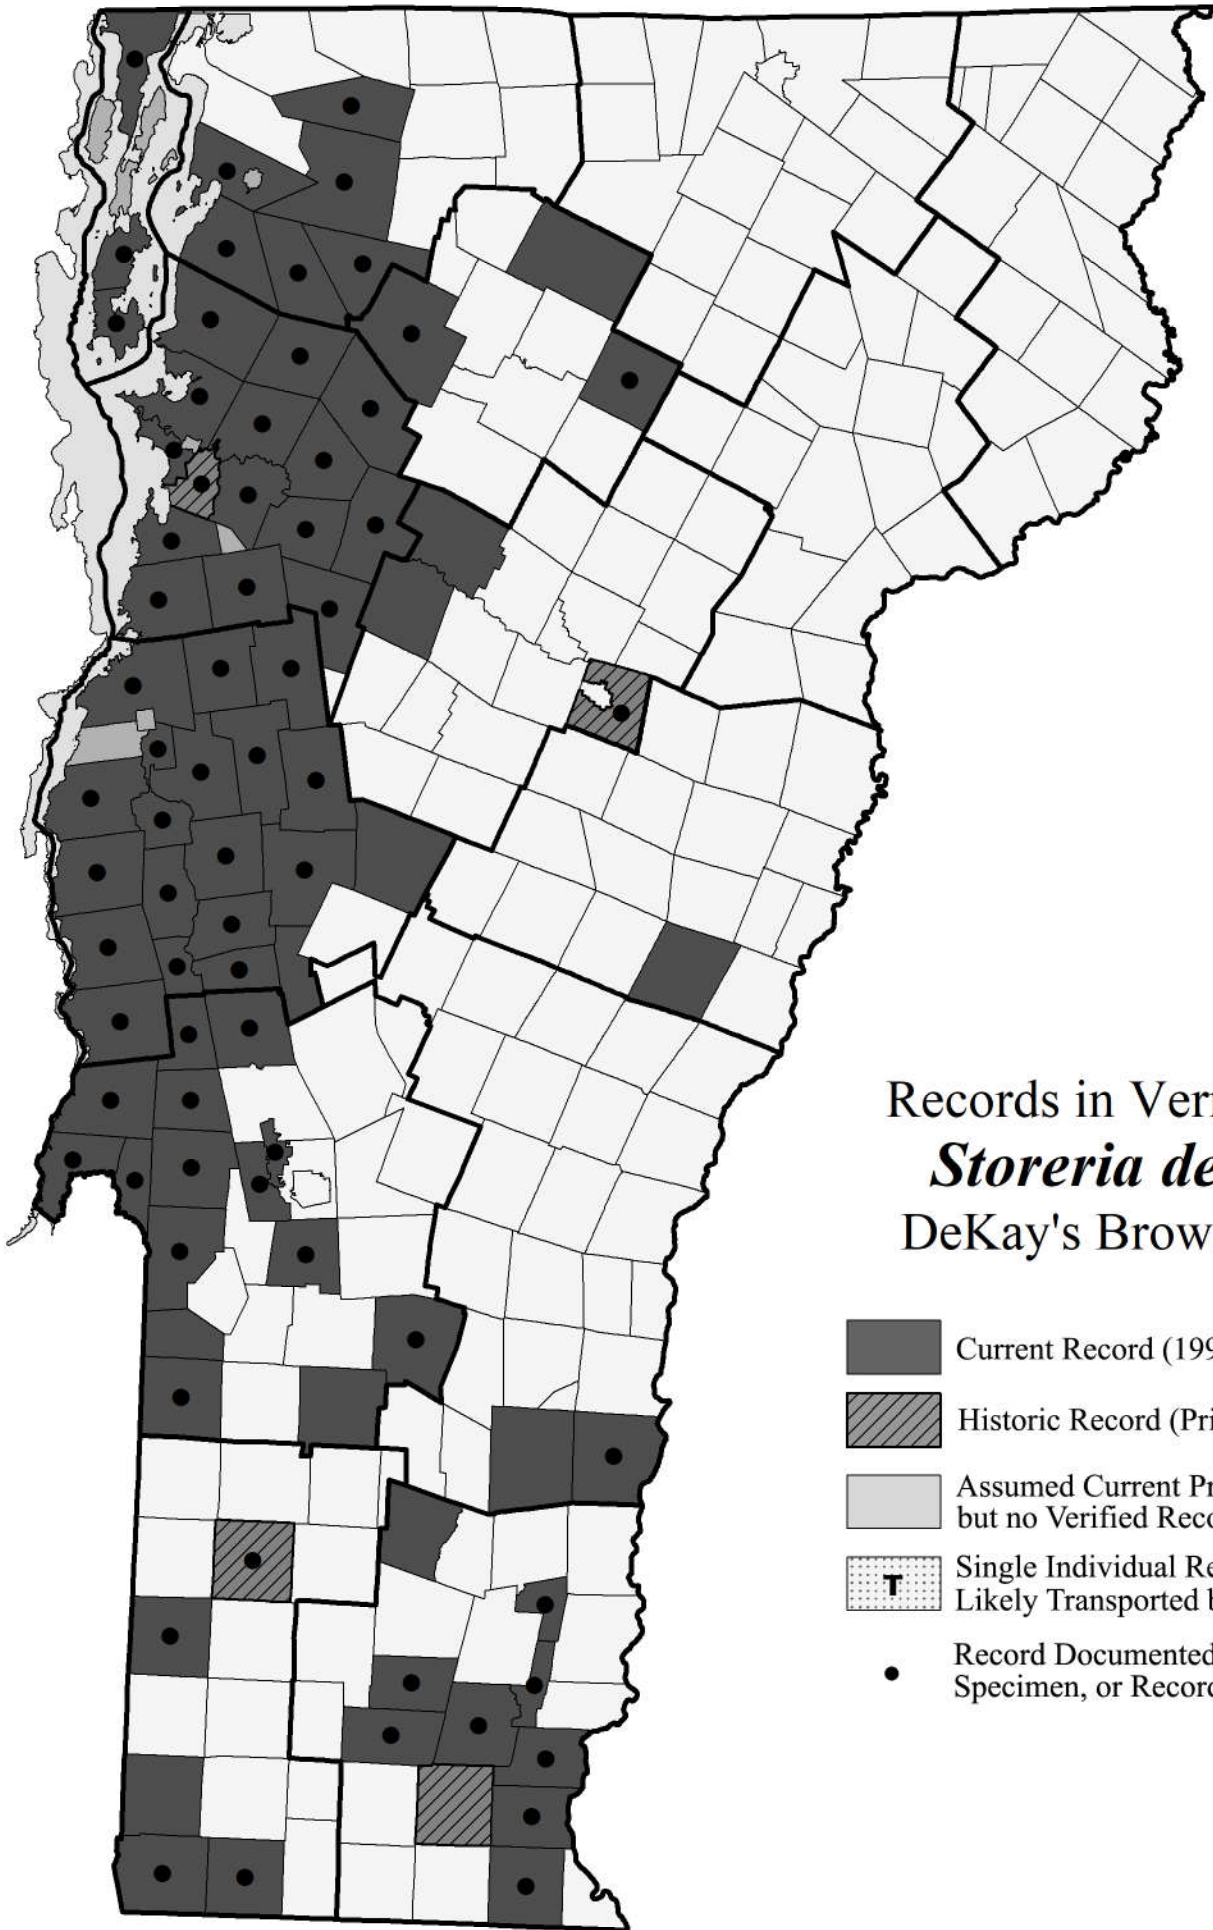 Records in Ver
Storeria de
DeKay's Brow
Current Record (199
Historic Record (Pri
Assumed Current Pr
but no Verified Reco
Single Individual Re
T
Likely Transported b
Record Documented
Specimen, or Record